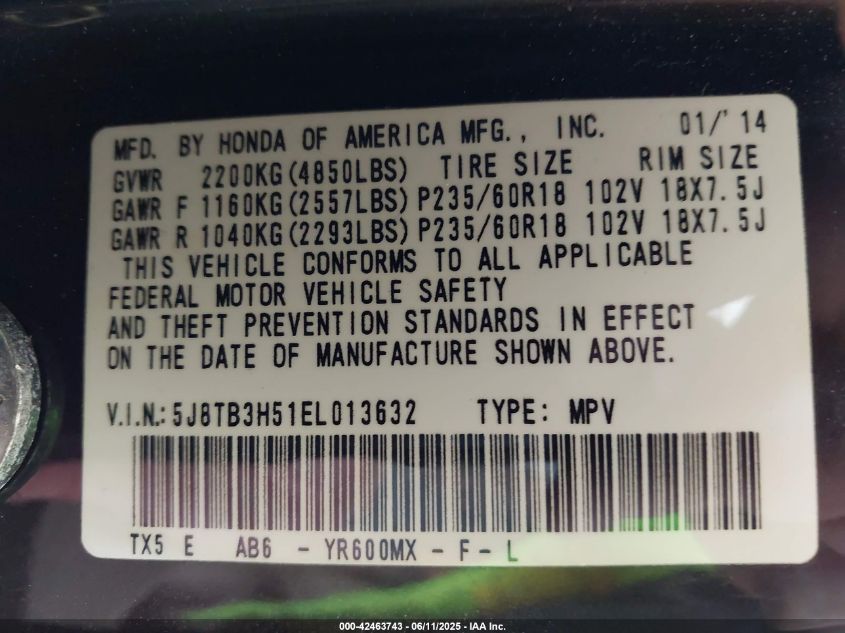 MFD. BY HONDA OF AMERICA MFG., INC. 01/'14
GVWR 2200KG(4850LBS) TIRE SIZE RIM SIZE
GAWR F 1160KG(2557LBS) P235/60R18 102V 18X7.5J
GAWR R 1040KG(2293LBS) P235/60R18 102V 18X7.5J
THIS VEHICLE CONFORMS TO ALL APPLICABLE
FEDERAL MOTOR VEHICLE SAFETY
AND THEFT PREVENTION STANDARDS IN EFFECT
ON THE DATE OF MANUFACTURE SHOWN ABOVE.
V.I.N.: 5J8TB3H51EL013632 TYPE: MPV
TX5 E AB6 - YR600MX - F - L
000-42463743 - 06/11/2025 - IAA Inc.